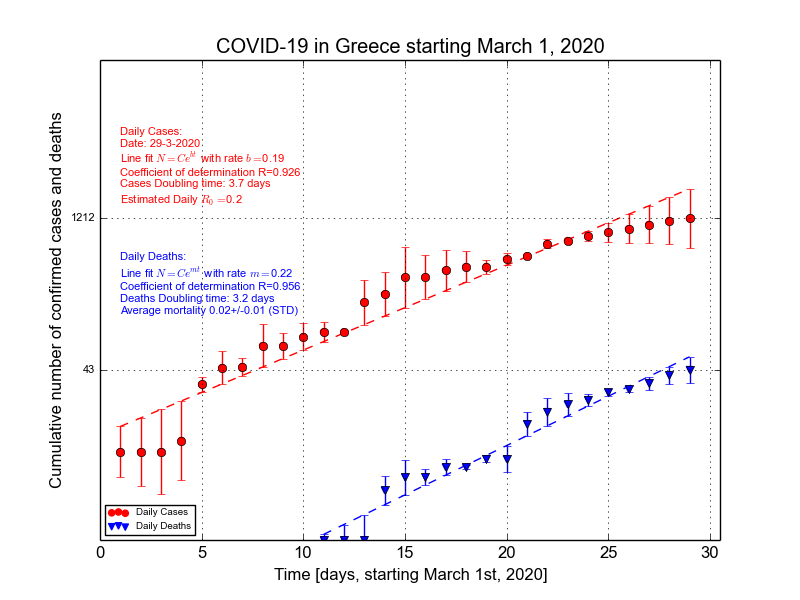 COVID-19 in Greece starting March 1, 2020
Cumulative number of confirmed cases and deaths
Daily Cases:
Date: 29-3-2020
Line fit N = Ce^{bt} with rate b =0.19
Coefficient of determination R=0.926
Cases Doubling time: 3.7 days
Estimated Daily R_0 =0.2
1212
Daily Deaths:
Line fit N = Ce^{mt} with rate m =0.22
Coefficient of determination R=0.956
Deaths Doubling time: 3.2 days
Average mortality 0.02+/-0.01 (STD)
43
Daily Cases
Daily Deaths
0 5 10 15 20 25 30
Time [days, starting March 1st, 2020]